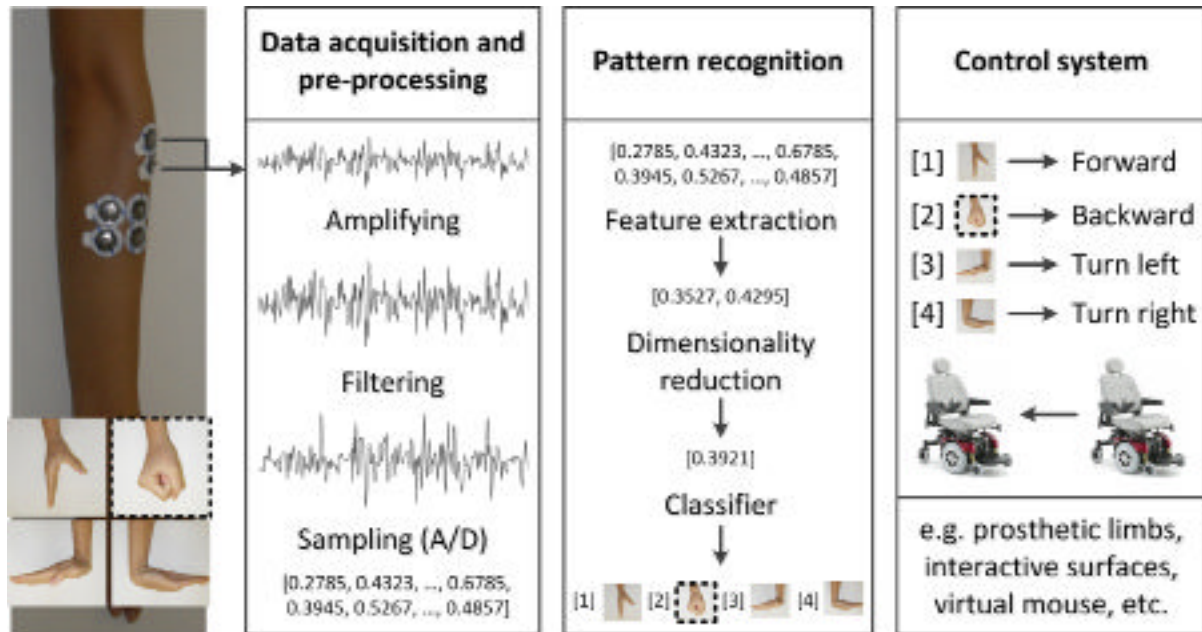 Data acquisition and
pre-processing
Amplifying
Filtering
Sampling (A/D)
[0.2785, 0.4323, ..., 0.6785,
0.3945, 0.5267, ..., 0.4857]
Pattern recognition
[0.2785, 0.4323, ..., 0.6785,
0.3945, 0.5267, ..., 0.4857]
Feature extraction
[0.3527, 0.4295]
Dimensionality
reduction
[0.3921]
Classifier
[1] [2] [3] [4]
Control system
[1] Forward
[2] Backward
[3] Turn left
[4] Turn right
e.g. prosthetic limbs,
interactive surfaces,
virtual mouse, etc.